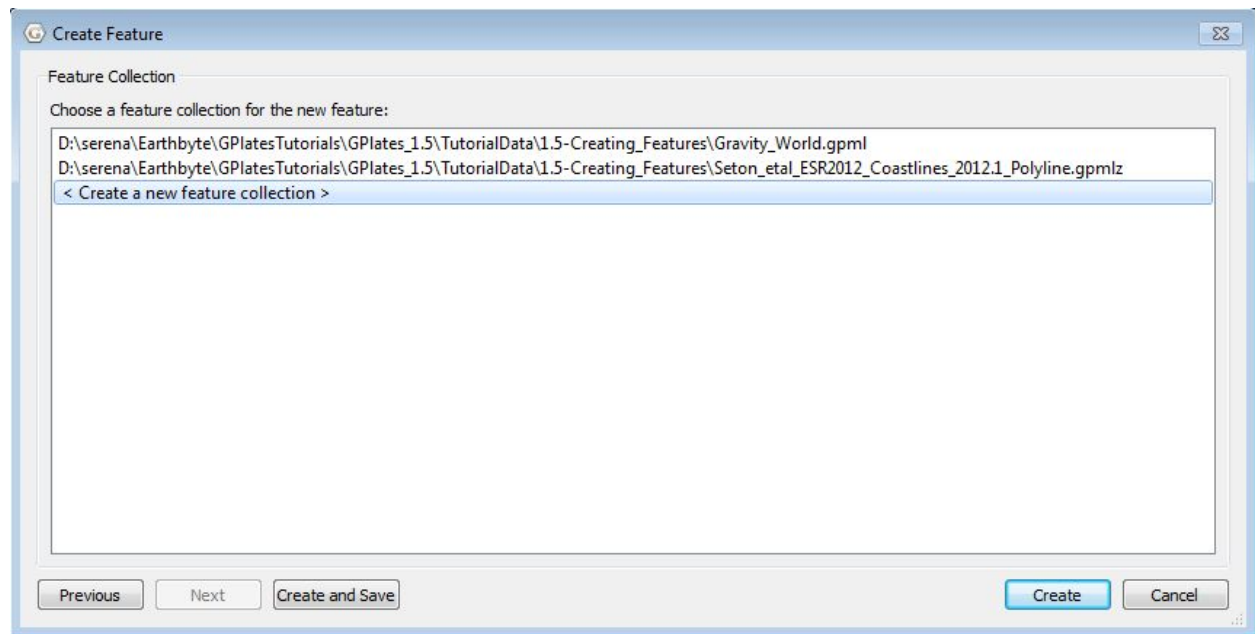 Create Feature
Feature Collection
Choose a feature collection for the new feature:
D:\serena\Earthbyte\GPlatesTutorials\GPlates_1.5\TutorialData\1.5-Creating_Features\Gravity_World.gpml
D:\serena\Earthbyte\GPlatesTutorials\GPlates_1.5\TutorialData\1.5-Creating_Features\Seton_etal_ESR2012_Coastlines_2012.1_Polyline.gpmlz
< Create a new feature collection >
Previous Next Create and Save Create Cancel